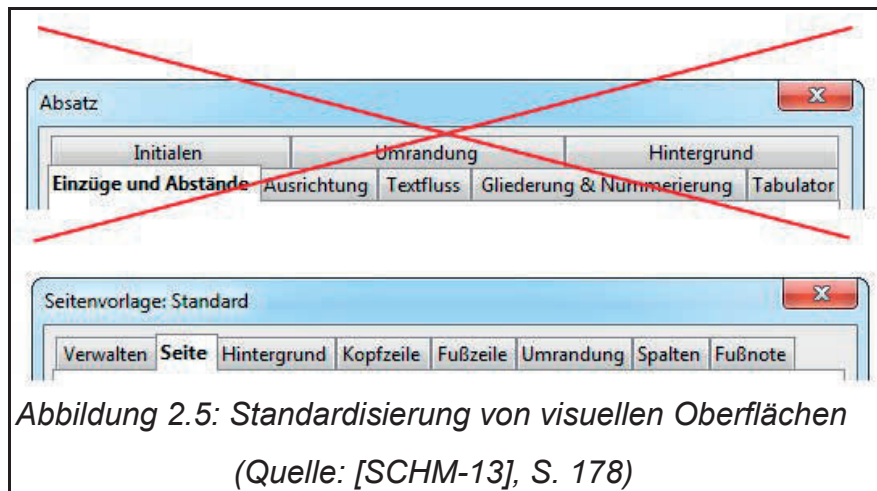 Absatz
Initialen Umrandung Hintergrund
Einzüge und Abstände Ausrichtung Textfluss Gliederung & Nummerierung Tabulator
Seitenvorlage: Standard
Verwalten Seite Hintergrund Kopfzeile Fußzeile Umrandung Spalten Fußnote
Abbildung 2.5: Standardisierung von visuellen Oberflächen
(Quelle: [SCHM-13], S. 178)